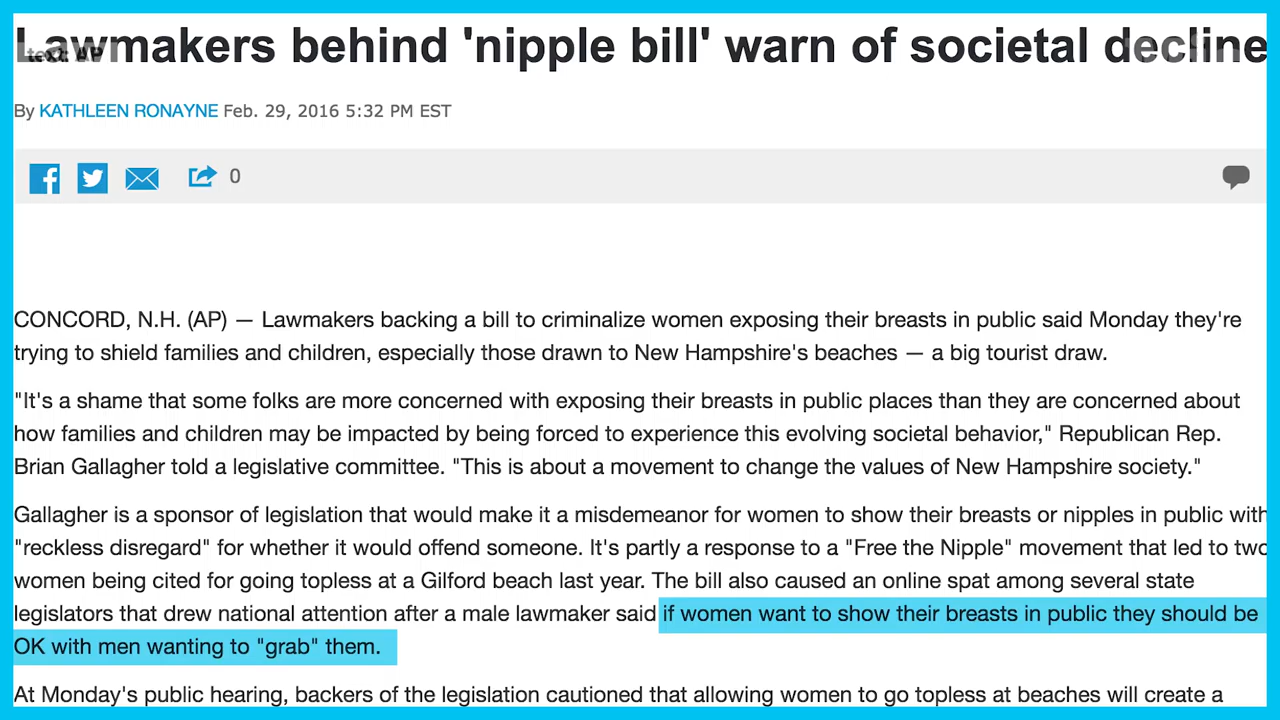 Lawmakers behind 'nipple bill' warn of societal decline
text: AP
By KATHLEEN RONAYNE Feb. 29, 2016 5:32 PM EST
0
CONCORD, N.H. (AP) — Lawmakers backing a bill to criminalize women exposing their breasts in public said Monday they're
trying to shield families and children, especially those drawn to New Hampshire's beaches — a big tourist draw.
"It's a shame that some folks are more concerned with exposing their breasts in public places than they are concerned about
how families and children may be impacted by being forced to experience this evolving societal behavior," Republican Rep.
Brian Gallagher told a legislative committee. "This is about a movement to change the values of New Hampshire society."
Gallagher is a sponsor of legislation that would make it a misdemeanor for women to show their breasts or nipples in public with
"reckless disregard" for whether it would offend someone. It's partly a response to a "Free the Nipple" movement that led to two
women being cited for going topless at a Gilford beach last year. The bill also caused an online spat among several state
legislators that drew national attention after a male lawmaker said if women want to show their breasts in public they should be
OK with men wanting to "grab" them.
At Monday's public hearing, backers of the legislation cautioned that allowing women to go topless at beaches will create a